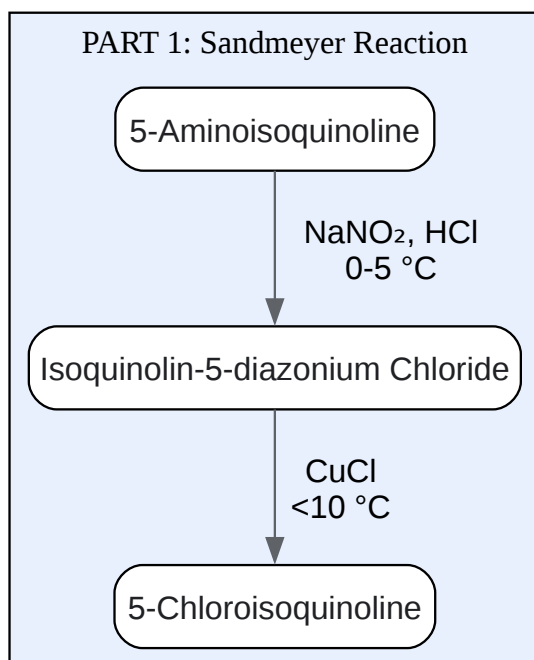 PART 1: Sandmeyer Reaction
5-Aminoisoquinoline
NaNO₂, HCl
0-5 °C
Isoquinolin-5-diazonium Chloride
CuCl
<10 °C
5-Chloroisoquinoline